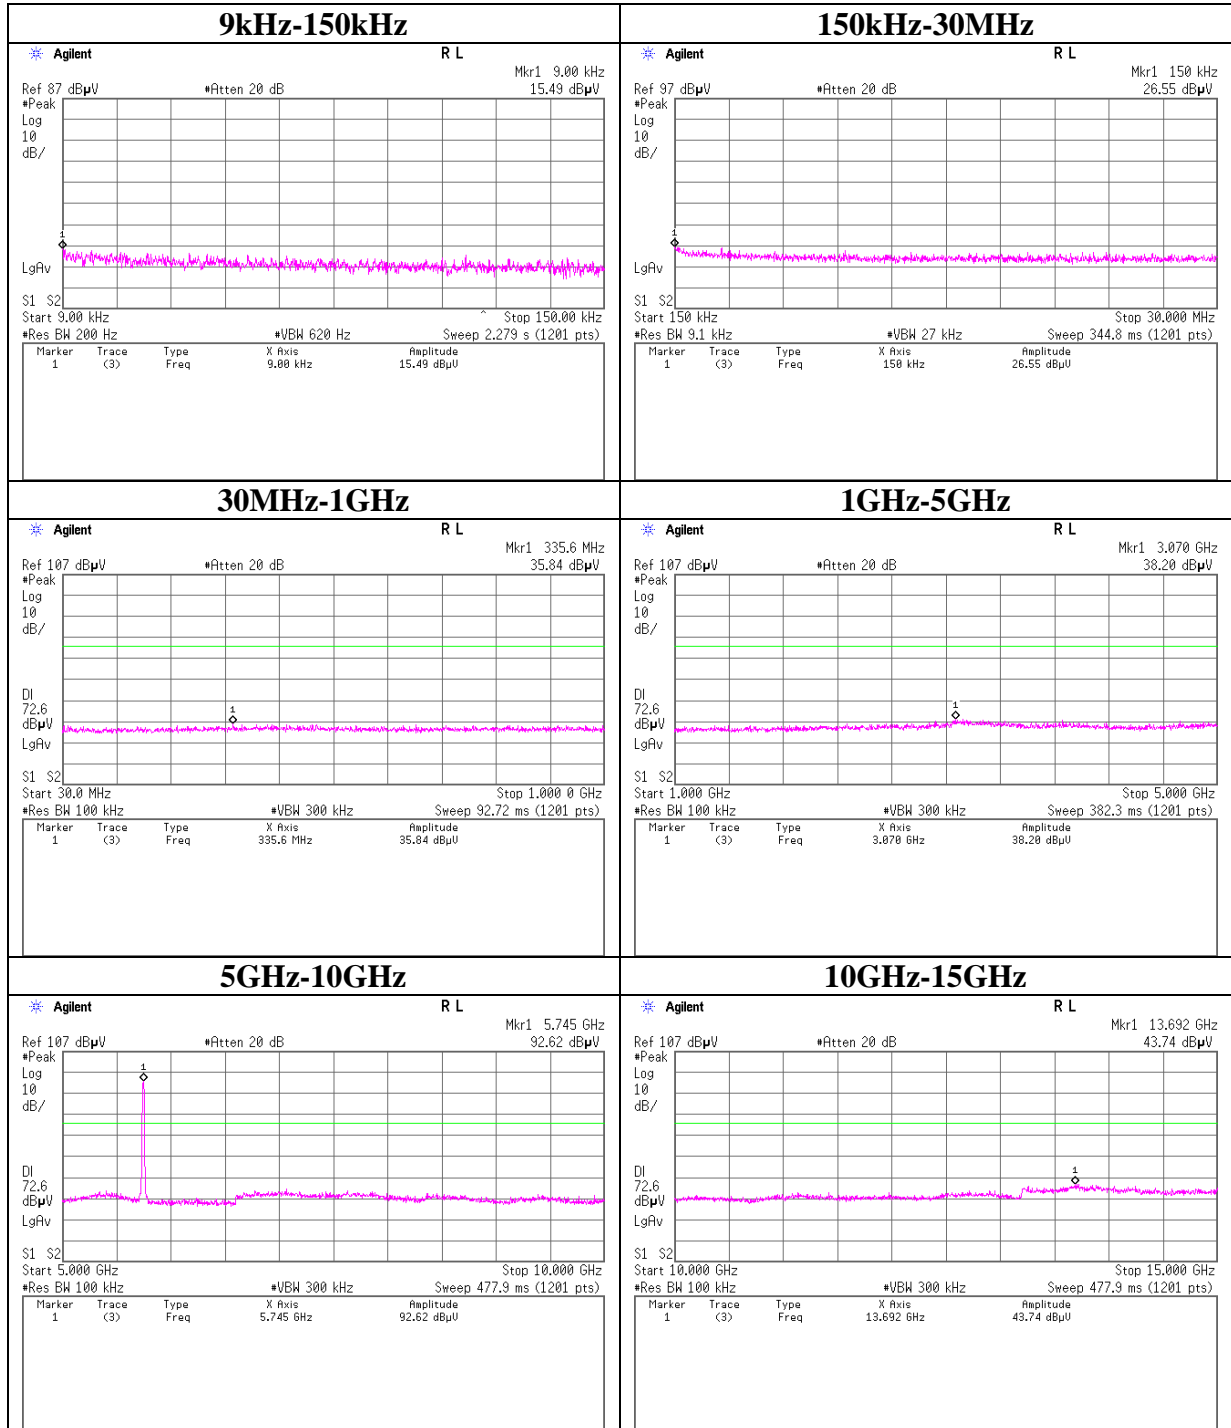 9kHz-150kHz
Agilent
R L
Mkr1 9.00 kHz
Ref 87 dBµV
#Atten 20 dB
15.49 dBµV
#Peak
Log
10
dB/
1
LgAv
S1 S2
Start 9.00 kHz
^
Stop 150.00 kHz
#Res BW 200 Hz
#VBW 620 Hz
Sweep 2.279 s (1201 pts)
Marker Trace Type X Axis Amplitude
1 (3) Freq 9.00 kHz 15.49 dBµV
150kHz-30MHz
Agilent
R L
Mkr1 150 kHz
Ref 97 dBµV
#Atten 20 dB
26.55 dBµV
#Peak
Log
10
dB/
1
LgAv
S1 S2
Start 150 kHz
Stop 30.000 MHz
#Res BW 9.1 kHz
#VBW 27 kHz
Sweep 344.8 ms (1201 pts)
Marker Trace Type X Axis Amplitude
1 (3) Freq 150 kHz 26.55 dBµV
30MHz-1GHz
Agilent
R L
Mkr1 335.6 MHz
Ref 107 dBµV
#Atten 20 dB
35.84 dBµV
#Peak
Log
10
dB/
DI
72.6
dBµV
1
LgAv
S1 S2
Start 30.0 MHz
Stop 1.000 0 GHz
#Res BW 100 kHz
#VBW 300 kHz
Sweep 92.72 ms (1201 pts)
Marker Trace Type X Axis Amplitude
1 (3) Freq 335.6 MHz 35.84 dBµV
1GHz-5GHz
Agilent
R L
Mkr1 3.070 GHz
Ref 107 dBµV
#Atten 20 dB
38.20 dBµV
#Peak
Log
10
dB/
DI
72.6
dBµV
1
LgAv
S1 S2
Start 1.000 GHz
Stop 5.000 GHz
#Res BW 100 kHz
#VBW 300 kHz
Sweep 382.3 ms (1201 pts)
Marker Trace Type X Axis Amplitude
1 (3) Freq 3.070 GHz 38.20 dBµV
5GHz-10GHz
Agilent
R L
Mkr1 5.745 GHz
Ref 107 dBµV
#Atten 20 dB
92.62 dBµV
#Peak
1
Log
10
dB/
DI
72.6
dBµV
LgAv
S1 S2
Start 5.000 GHz
Stop 10.000 GHz
#Res BW 100 kHz
#VBW 300 kHz
Sweep 477.9 ms (1201 pts)
Marker Trace Type X Axis Amplitude
1 (3) Freq 5.745 GHz 92.62 dBµV
10GHz-15GHz
Agilent
R L
Mkr1 13.692 GHz
Ref 107 dBµV
#Atten 20 dB
43.74 dBµV
#Peak
Log
10
dB/
DI
1
72.6
dBµV
LgAv
S1 S2
Start 10.000 GHz
Stop 15.000 GHz
#Res BW 100 kHz
#VBW 300 kHz
Sweep 477.9 ms (1201 pts)
Marker Trace Type X Axis Amplitude
1 (3) Freq 13.692 GHz 43.74 dBµV